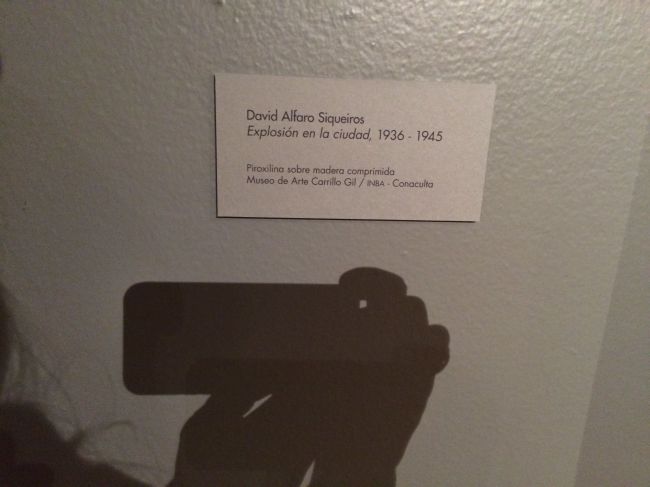 David Alfaro Siqueiros
Explosión en la ciudad, 1936 - 1945
Piroxilina sobre madera comprimida
Museo de Arte Carrillo Gil / INBA - Conaculta